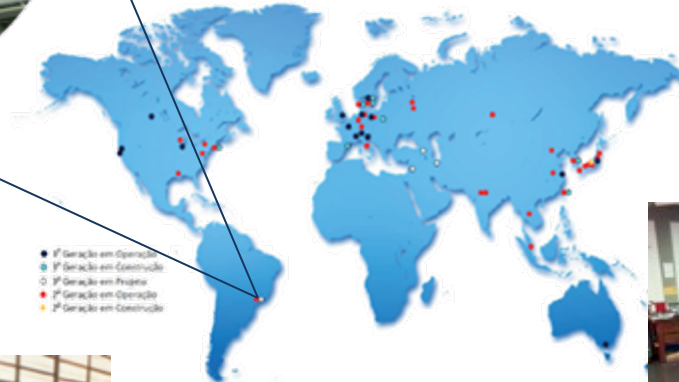 3ª Geração em Operação
3ª Geração em Construção
3ª Geração em Projeto
2ª Geração em Operação
2ª Geração em Construção